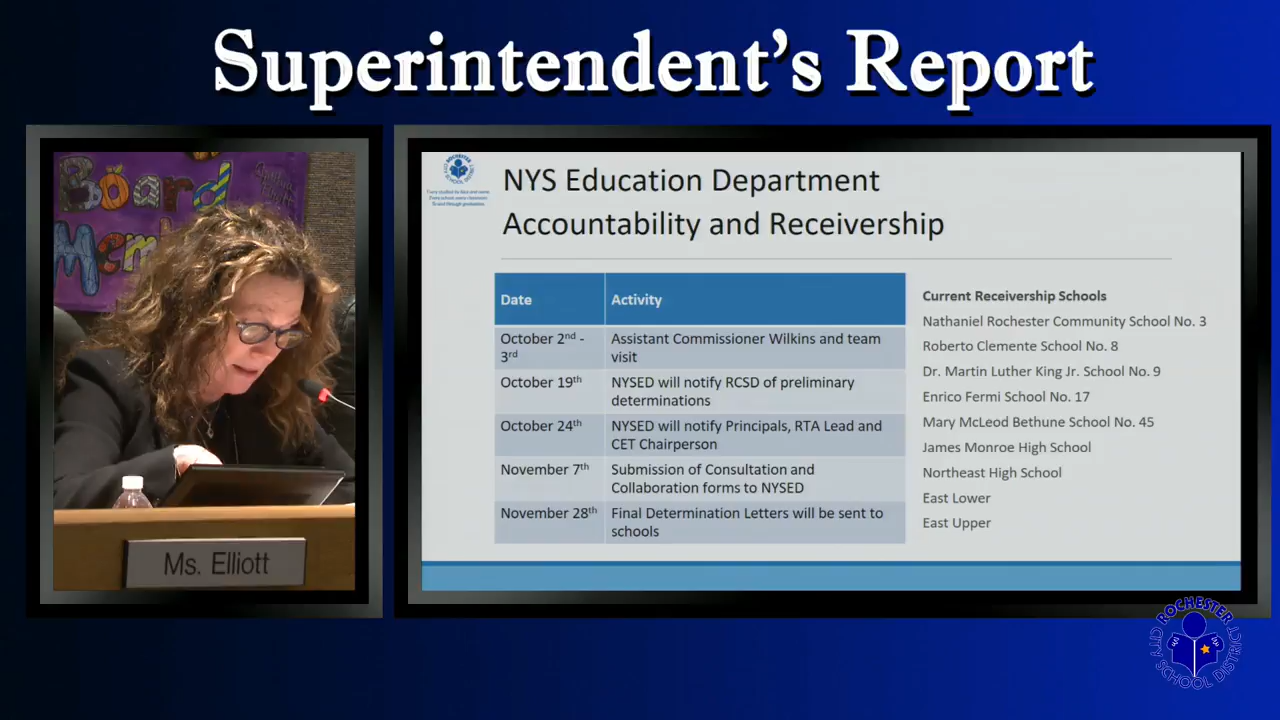 Superintendent's Report
Board
Mem
Ms. Elliott
ROCHESTER
CITY SCHOOL DISTRICT
NYS Education Department
Accountability and Receivership
Date Activity
October 2nd - Assistant Commissioner Wilkins and team
3rd visit
October 19th NYSED will notify RCSD of preliminary
determinations
October 24th NYSED will notify Principals, RTA Lead and
CET Chairperson
November 7th Submission of Consultation and
Collaboration forms to NYSED
November 28th Final Determination Letters will be sent to
schools
Current Receivership Schools
Nathaniel Rochester Community School No. 3
Roberto Clemente School No. 8
Dr. Martin Luther King Jr. School No. 9
Enrico Fermi School No. 17
Mary McLeod Bethune School No. 45
James Monroe High School
Northeast High School
East Lower
East Upper
ROCHESTER
CITY SCHOOL DISTRICT